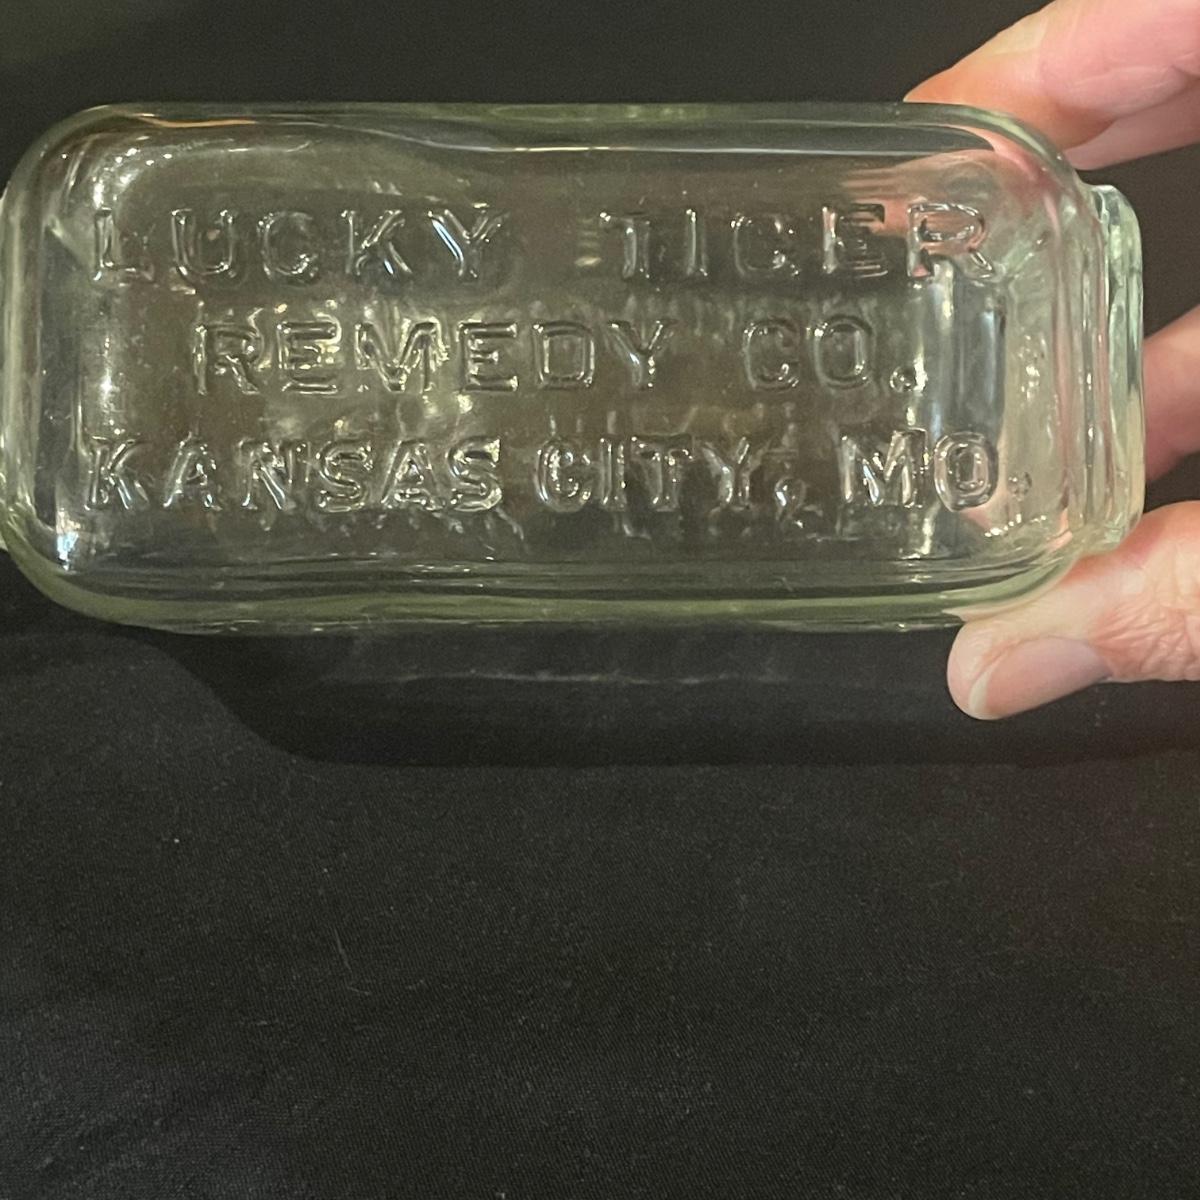 LUCKY TIGER
REMEDY CO.
KANSAS CITY, MO.